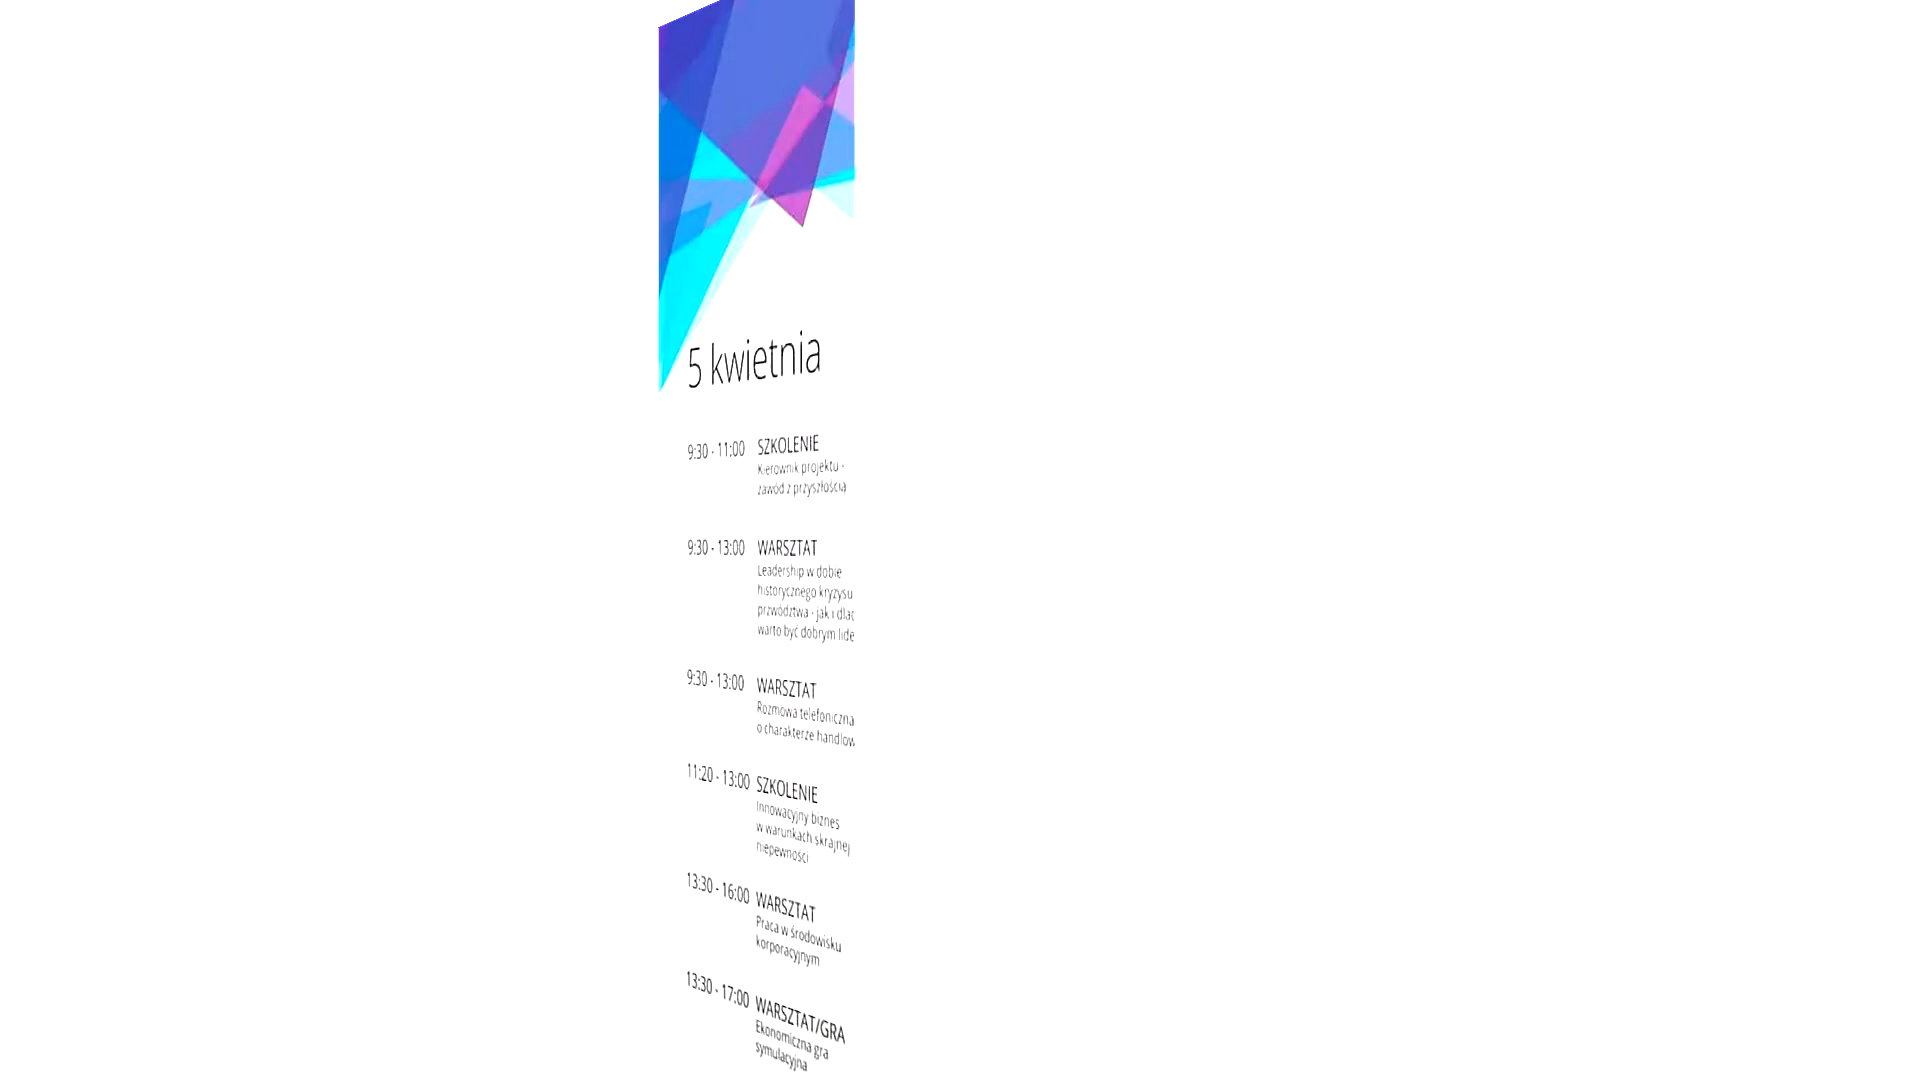 5 kwietnia
9:30 - 11:00 SZKOLENIE
Kierownik projektu -
zawód z przyszłością
9:30 - 13:00 WARSZTAT
Leadership w dobie
historycznego kryzysu
przwództwa - jak i dlac
warto być dobrym lide
9:30 - 13:00 WARSZTAT
Rozmowa telefoniczna
o charakterze handlow
11:20 - 13:00 SZKOLENIE
Innowacyjny biznes
w warunkach skrajnej
niepewności
13:30 - 16:00 WARSZTAT
Praca w środowisku
korporacyjnym
13:30 - 17:00 WARSZTAT/GRA
Ekonomiczna gra
symulacyjna